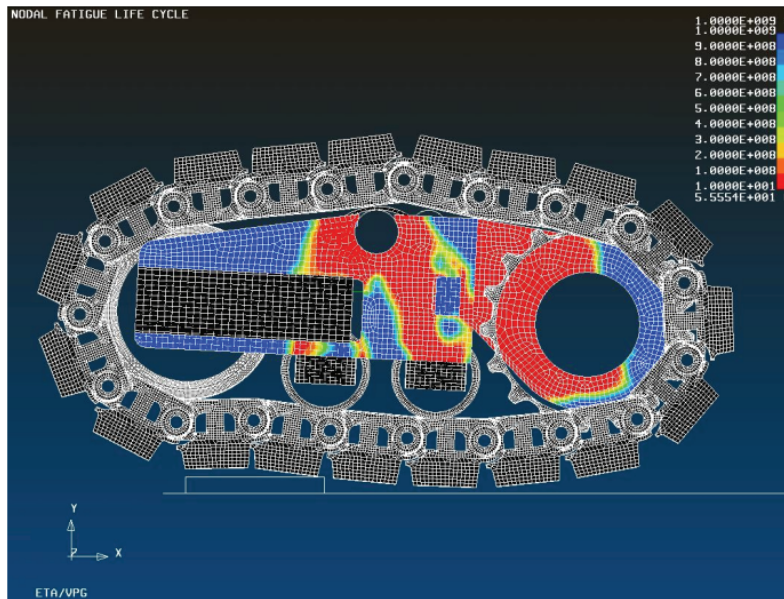 NODAL FATIGUE LIFE CYCLE
1.0000E+009
1.0000E+009
9.0000E+008
8.0000E+008
7.0000E+008
6.0000E+008
5.0000E+008
4.0000E+008
3.0000E+008
2.0000E+008
1.0000E+008
1.0000E+001
5.5554E+001
Y
Z X
ETA/VPG